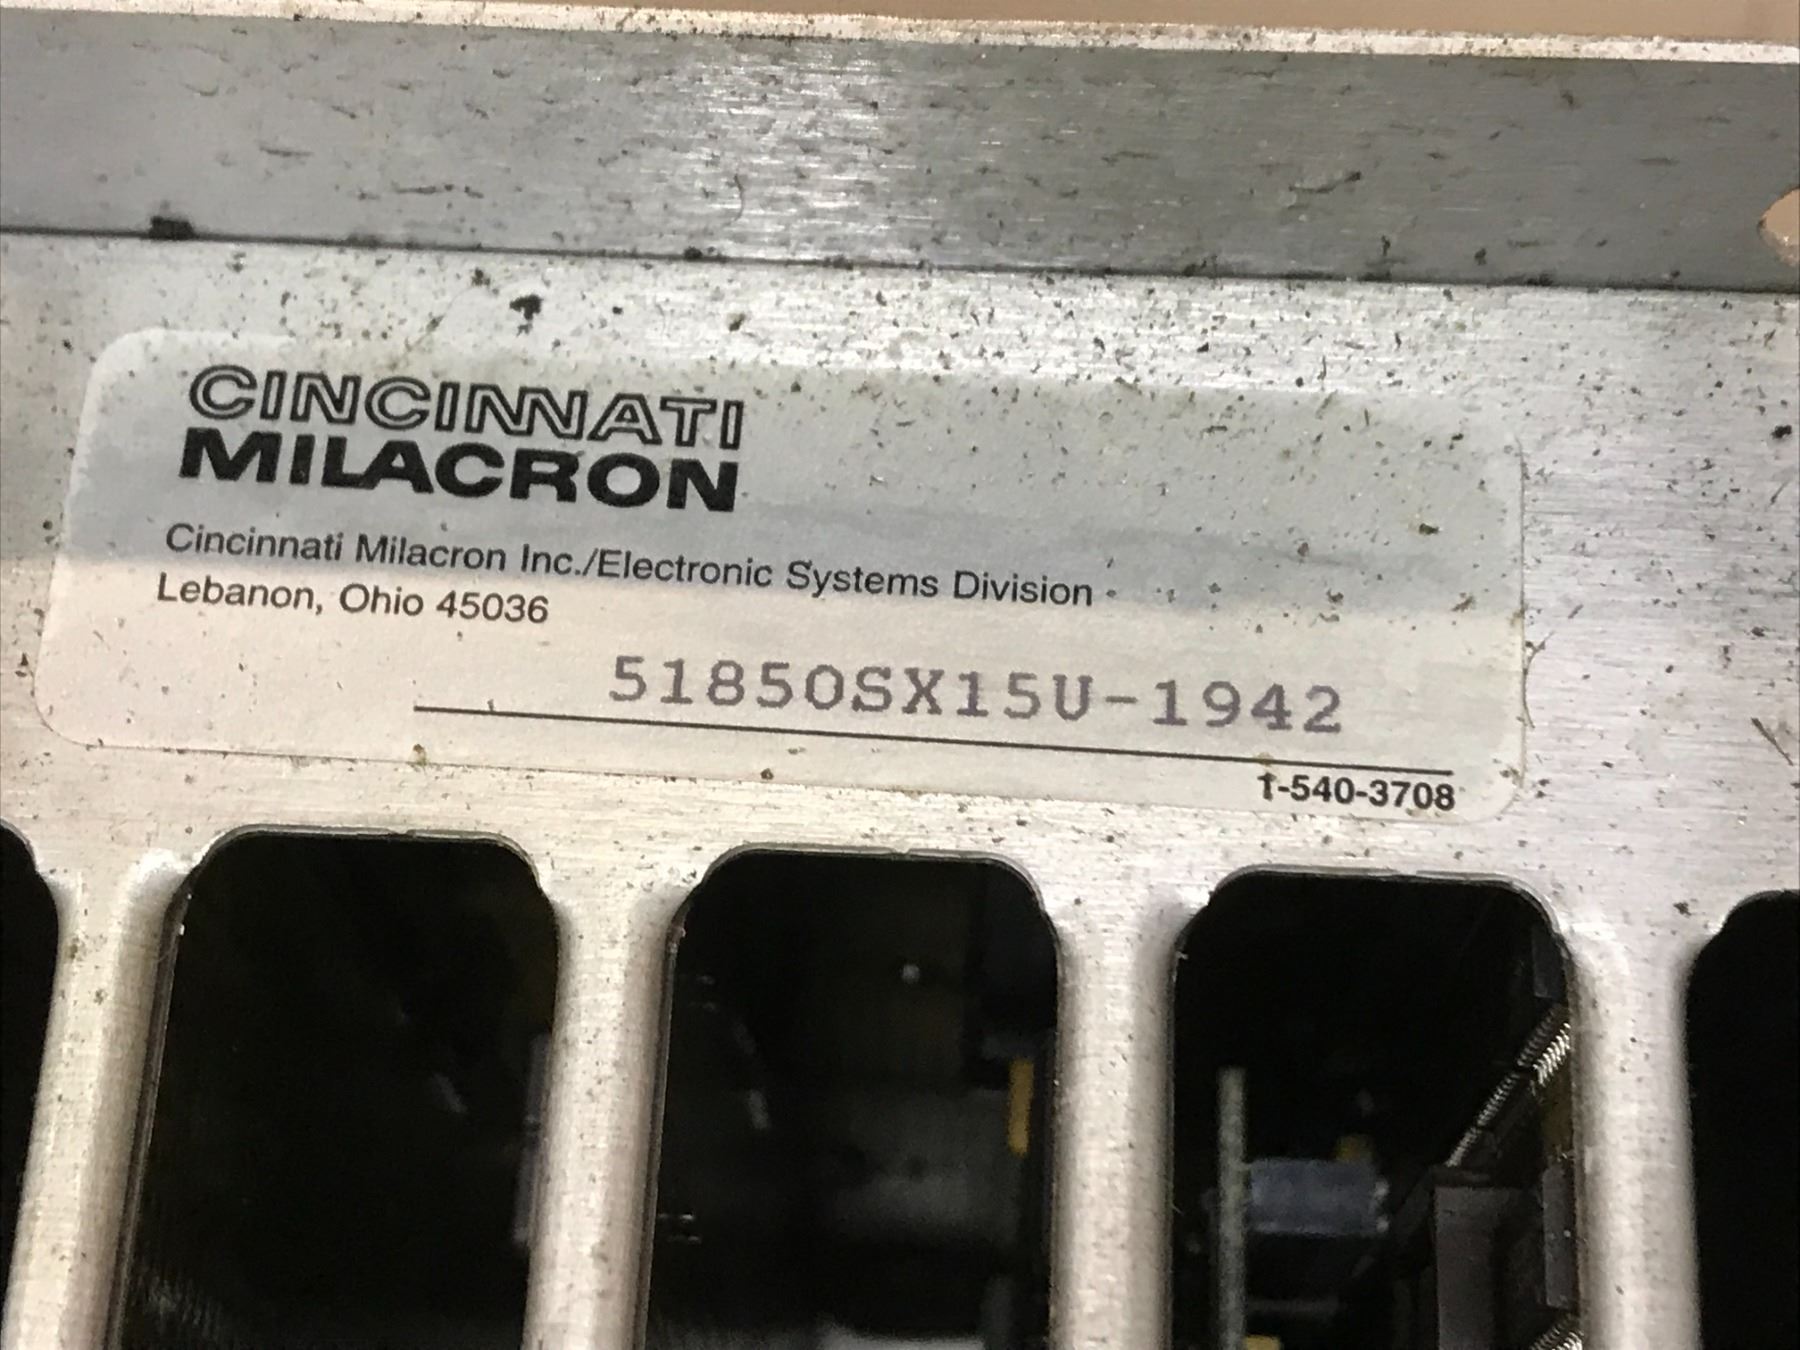 CINCINNATI
MILACRON
Cincinnati Milacron Inc./Electronic Systems Division
Lebanon, Ohio 45036
51850SX15U-1942
1-540-3708